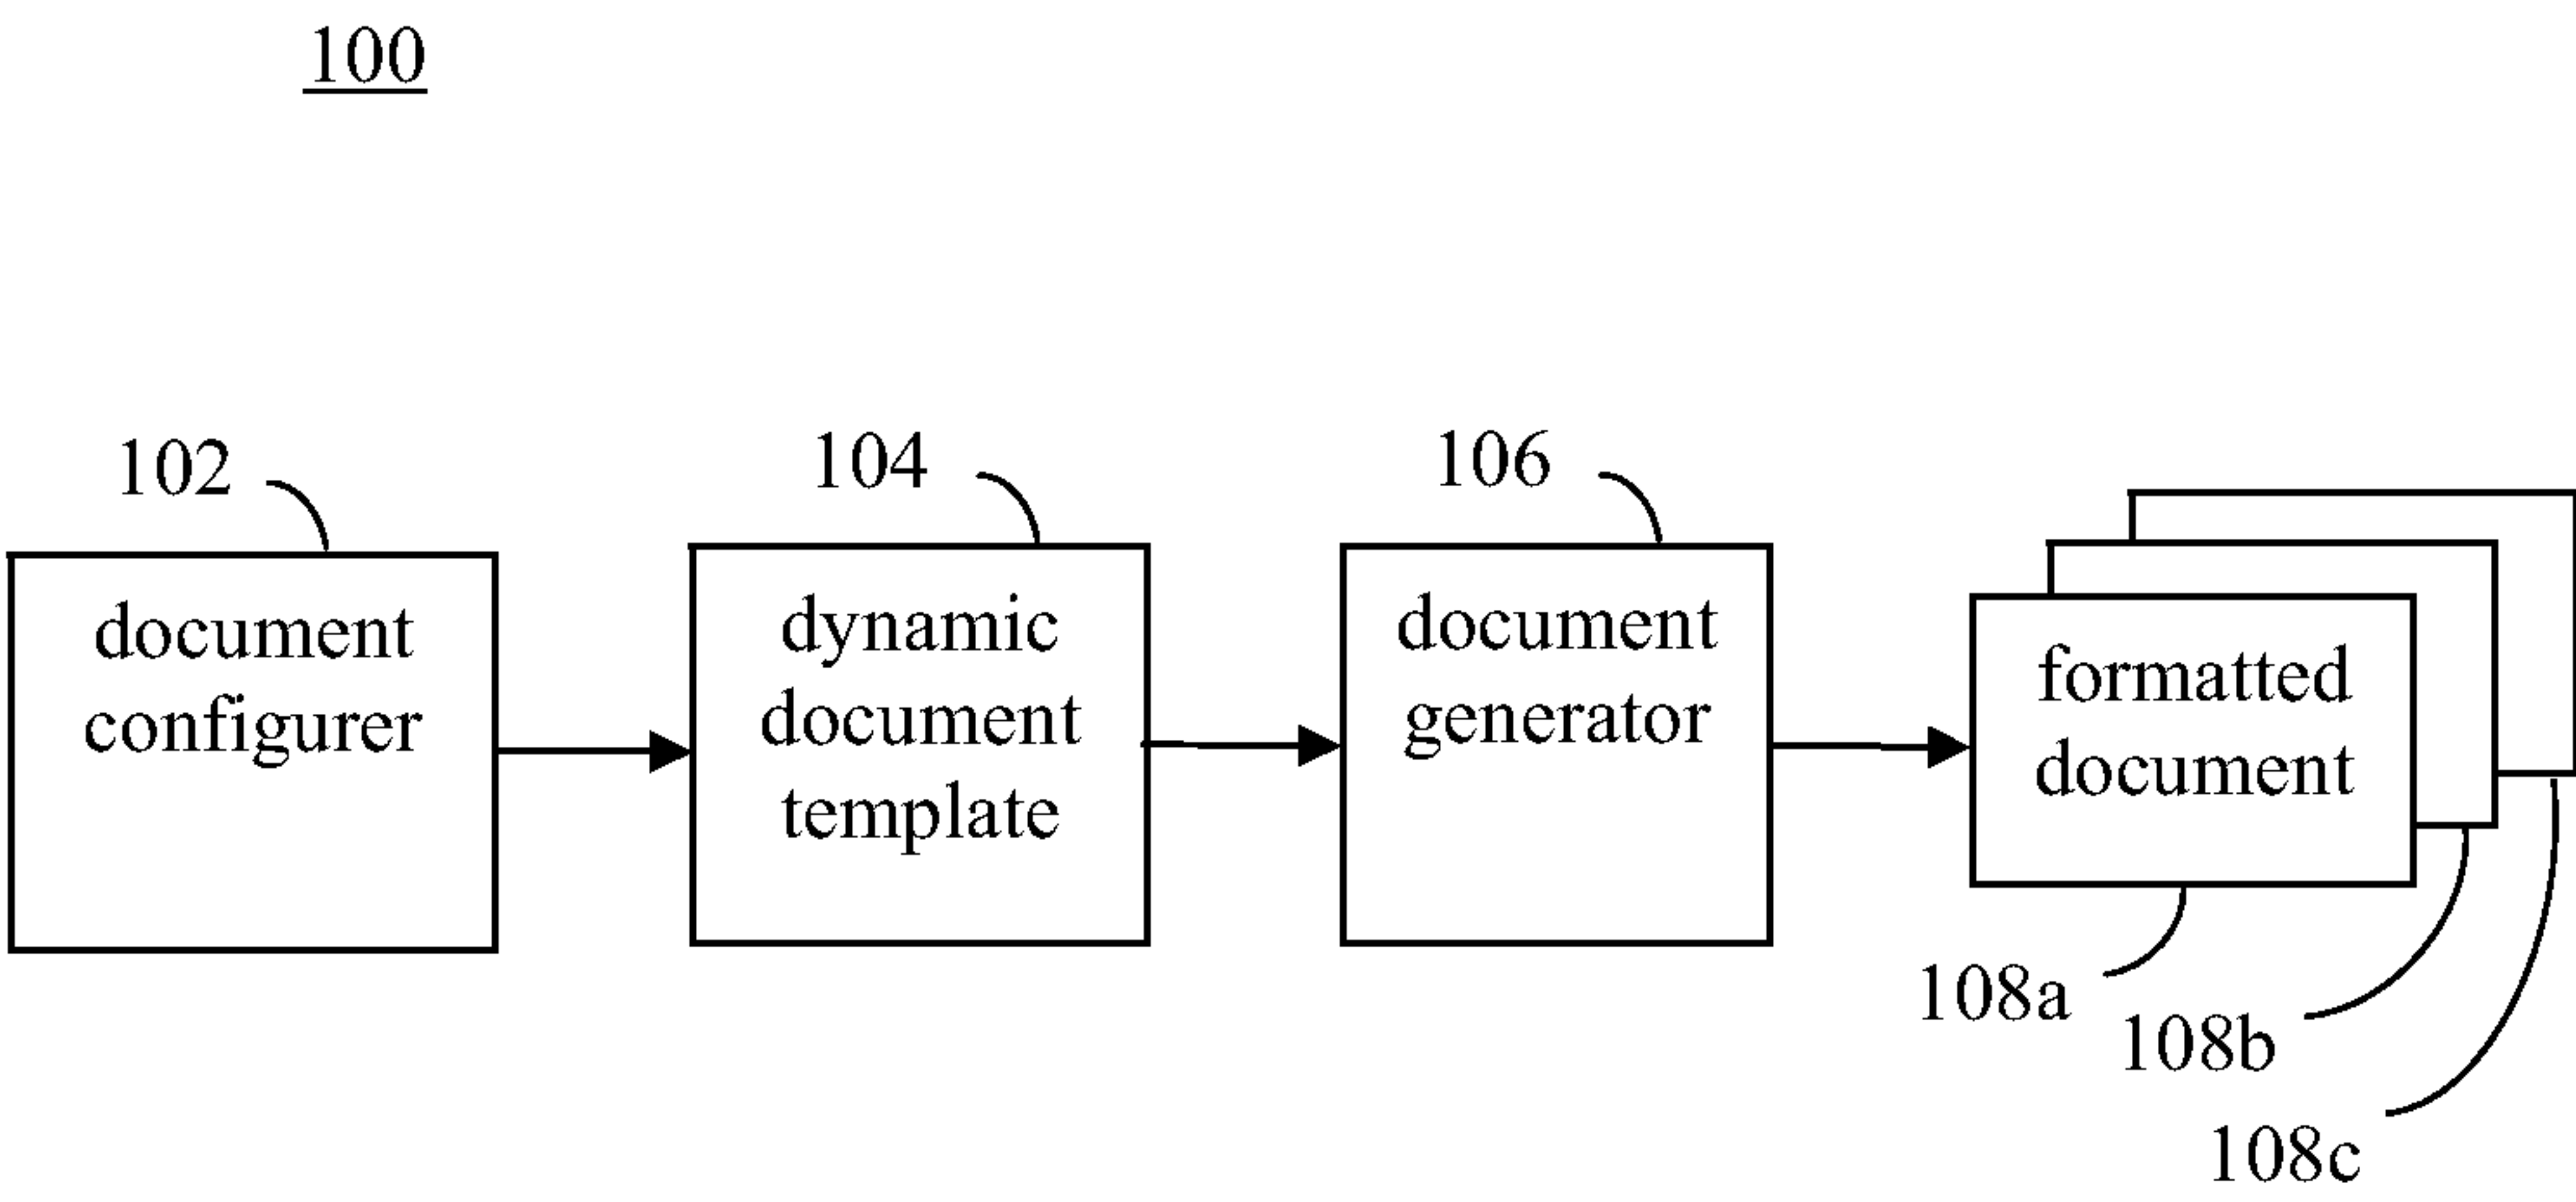 100
102
104
106
document
configurer
dynamic
document
template
document
generator
formatted
document
108a
108b
108c